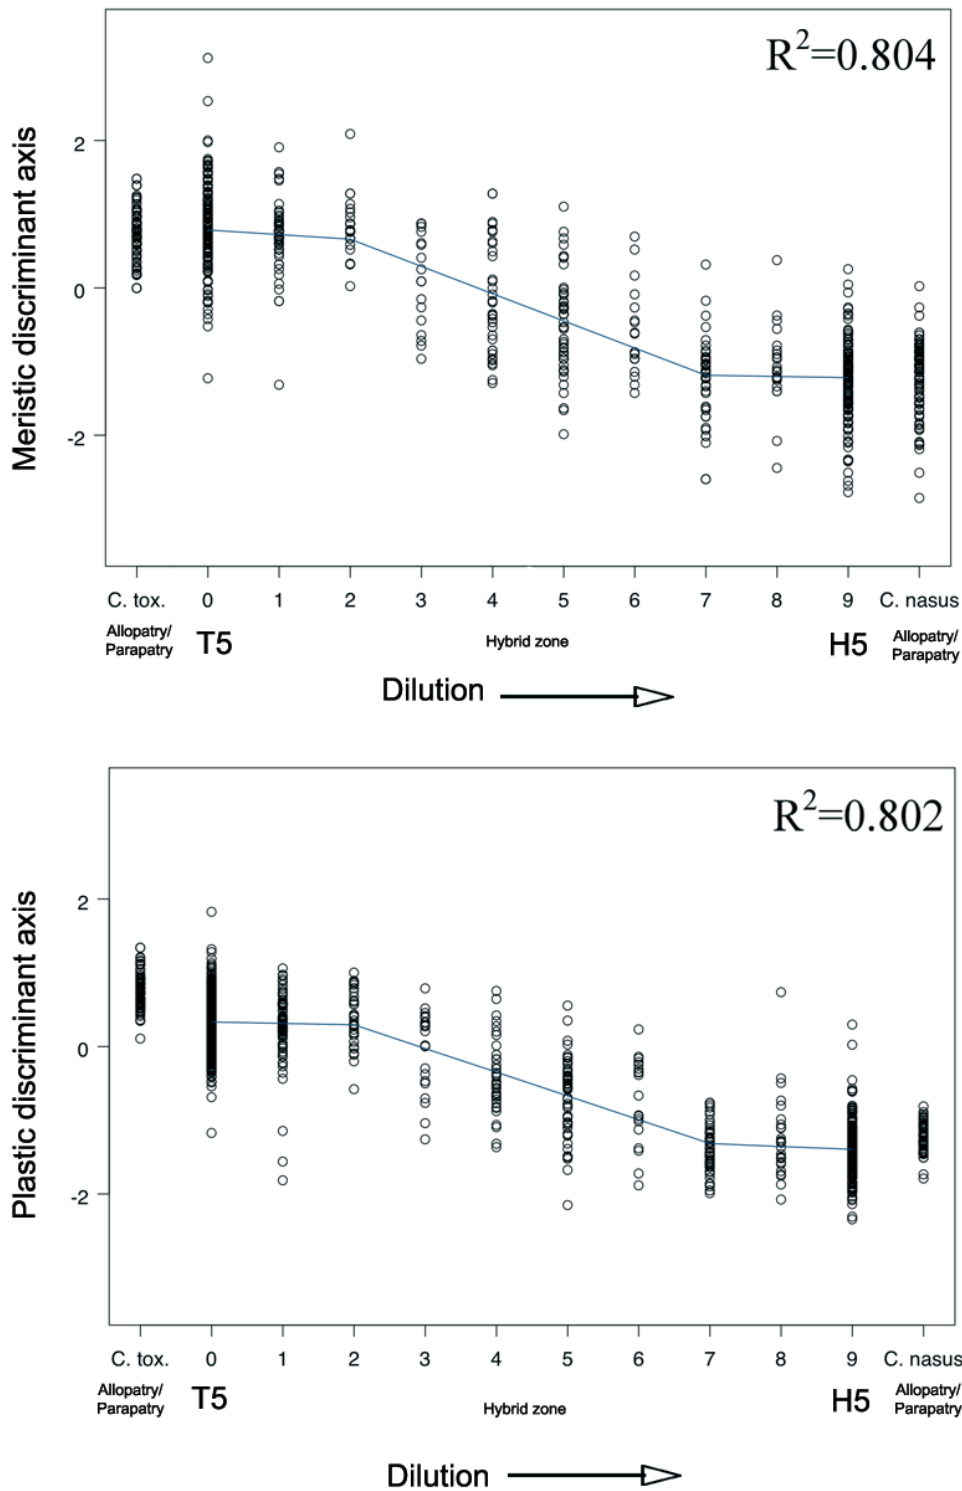 R²=0.804
Meristic discriminant axis
2
0
-2
C. tox. 0 1 2 3 4 5 6 7 8 9 C. nasus
Allopatry/
Parapatry
T5
Hybrid zone
H5
Allopatry/
Parapatry
Dilution
R²=0.802
Plastic discriminant axis
2
0
-2
C. tox. 0 1 2 3 4 5 6 7 8 9 C. nasus
Allopatry/
Parapatry
T5
Hybrid zone
H5
Allopatry/
Parapatry
Dilution